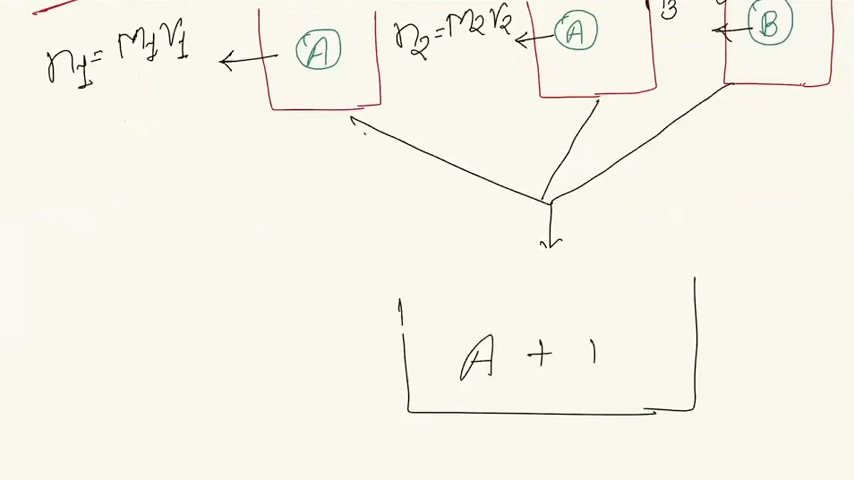 n1 = M1V1 A n2 = M2V2 A B B
A + 1